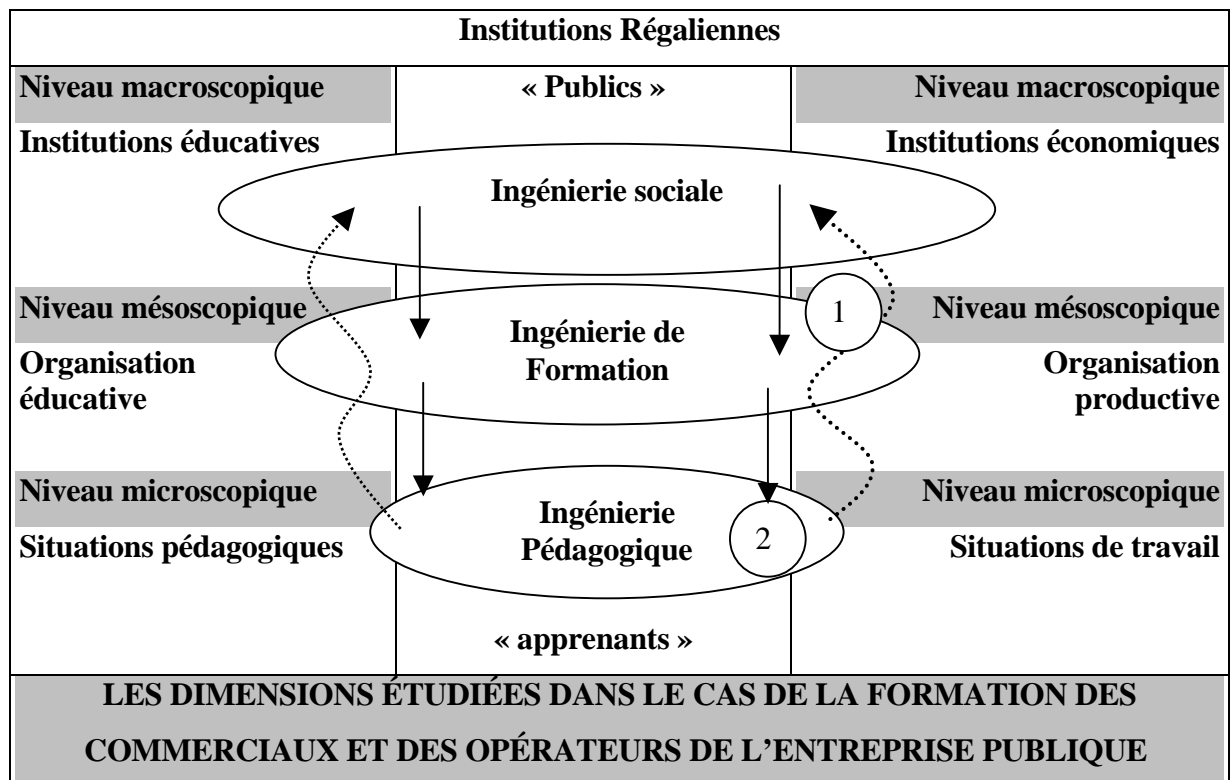 Institutions Régaliennes
Niveau macroscopique
« Publics »
Niveau macroscopique
Institutions éducatives
Institutions économiques
Ingénierie sociale
Niveau mésoscopique
1
Niveau mésoscopique
Ingénierie de
Formation
Organisation
éducative
Organisation
productive
Niveau microscopique
Niveau microscopique
Ingénierie
Pédagogique
2
Situations pédagogiques
Situations de travail
« apprenants »
LES DIMENSIONS ÉTUDIÉES DANS LE CAS DE LA FORMATION DES
COMMERCIAUX ET DES OPÉRATEURS DE L’ENTREPRISE PUBLIQUE